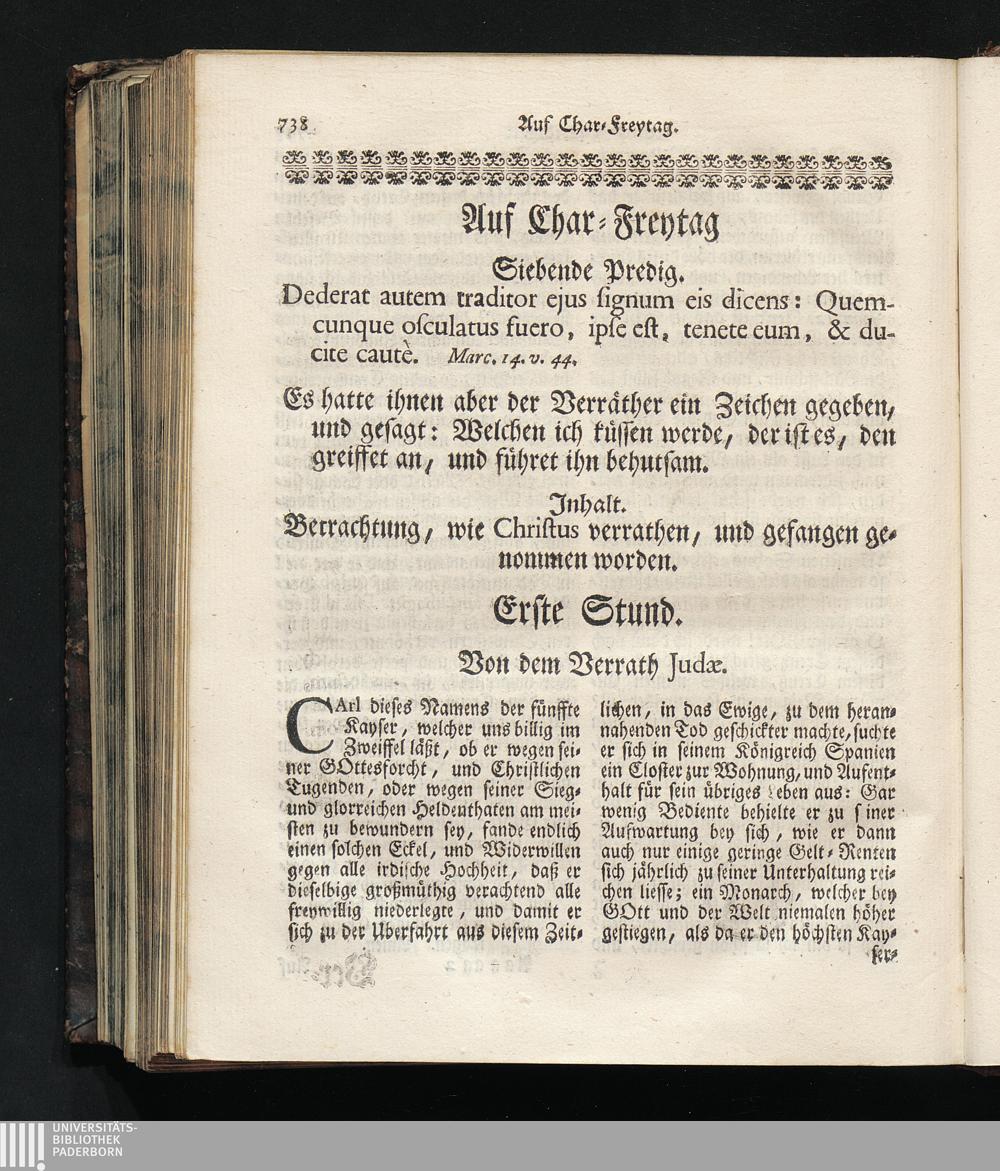 738 Auf Char-Freytag.
Auf Char-Freytag
Siebende Predig.
Dederat autem traditor ejus signum eis dicens: Quem-
cunque osculatus fuero, ipse est, tenete eum, & du-
cite cautè. Marc. 14. v. 44.
Es hatte ihnen aber der Verräther ein Zeichen gegeben,
und gesagt: Welchen ich küssen werde, der ist es, den
greiffet an, und führet ihn behutsam.
Inhalt.
Betrachtung, wie Christus verrathen, und gefangen ge-
nommen worden.
Erste Stund.
Von dem Verrath Judæ.
CArl dieses Namens der fünffte
Kayser, welcher uns billig im
Zweiffel läßt, ob er wegen sei-
ner GOttesforcht, und Christlichen
Tugenden, oder wegen seiner Sieg-
und glorreichen Heldenthaten am mei-
sten zu bewundern sey, fande endlich
einen solchen Eckel, und Widerwillen
gegen alle irdische Hochheit, daß er
dieselbige großmüthig verachtend alle
freywillig niederlegte, und damit er
sich zu der Uberfahrt aus diesem Zeit-
lichen, in das Ewige, zu dem heran-
nahenden Tod geschickter machte, suchte
er sich in seinem Königreich Spanien
ein Closter zur Wohnung, und Aufent-
halt für sein übriges Leben aus: Gar
wenig Bediente behielte er zu s iner
Aufwartung bey sich, wie er dann
auch nur einige geringe Gelt-Renten
sich jährlich zu seiner Unterhaltung rei-
chen liesse; ein Monarch, welcher bey
GOtt und der Welt niemalen höher
gestiegen, als da er den höchsten Kay-
ser-
UNIVERSITÄTS-
BIBLIOTHEK
PADERBORN